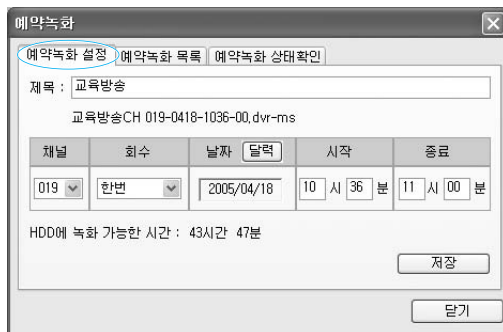 예약녹화
예약녹화 설정 예약녹화 목록 예약녹화 상태확인
제목 : 교육방송
교육방송CH 019-0418-1036-00.dvr-ms
채널 회수 날짜 달력 시작 종료
019 한번 2005/04/18 10 시 36 분 11 시 00 분
HDD에 녹화 가능한 시간 : 43시간 47분
저장
닫기